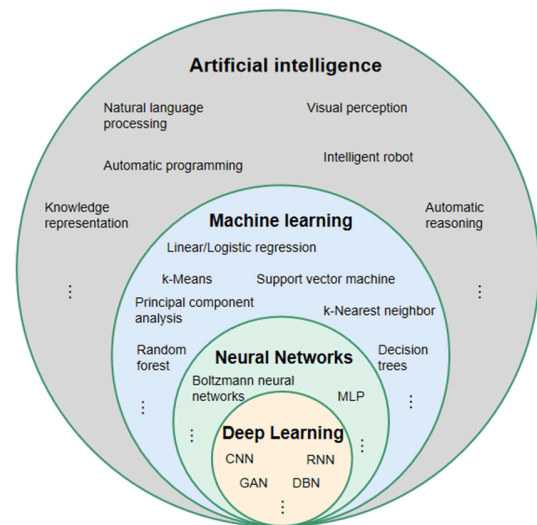 Artificial intelligence
Natural language
processing
Visual perception
Automatic programming
Intelligent robot
Knowledge
representation
Automatic
reasoning
⋮
⋮
Machine learning
Linear/Logistic regression
k-Means
Support vector machine
Principal component
analysis
k-Nearest neighbor
Random
forest
Decision
trees
⋮
⋮
Neural Networks
Boltzmann neural
networks
MLP
⋮
⋮
Deep Learning
CNN
RNN
GAN
DBN
⋮